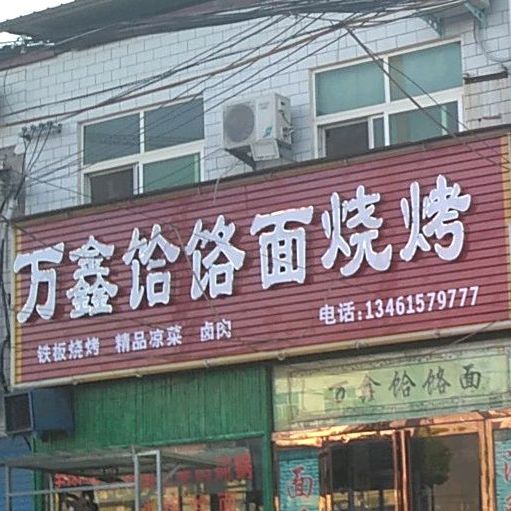 万鑫饸饹面烧烤
铁板烧烤 精品凉菜 卤肉
电话:13461579777
万鑫饸饹面
面